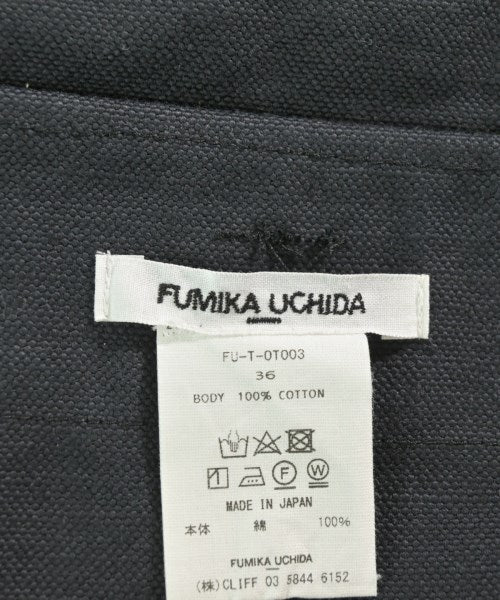 FUMIKA UCHIDA
FU-T-OT003
36
BODY 100% COTTON
MADE IN JAPAN
本体 綿 100%
FUMIKA UCHIDA
(株)CLIFF 03 5844 6152